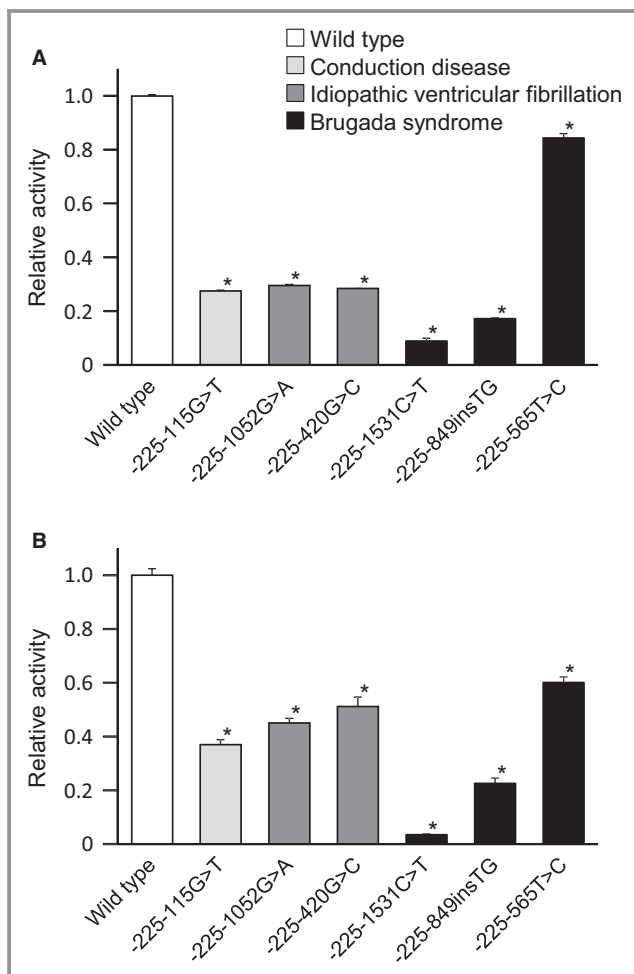 Wild type
Conduction disease
Idiopathic ventricular fibrillation
Brugada syndrome
A
Relative activity
1.0
0.8
0.6
0.4
0.2
0
* * * * * *
Wild type
-225-115G>T
-225-1052G>A
-225-420G>C
-225-1531C>T
-225-849insTG
-225-565T>C
B
Relative activity
1.0
0.8
0.6
0.4
0.2
0
* * * * * *
Wild type
-225-115G>T
-225-1052G>A
-225-420G>C
-225-1531C>T
-225-849insTG
-225-565T>C